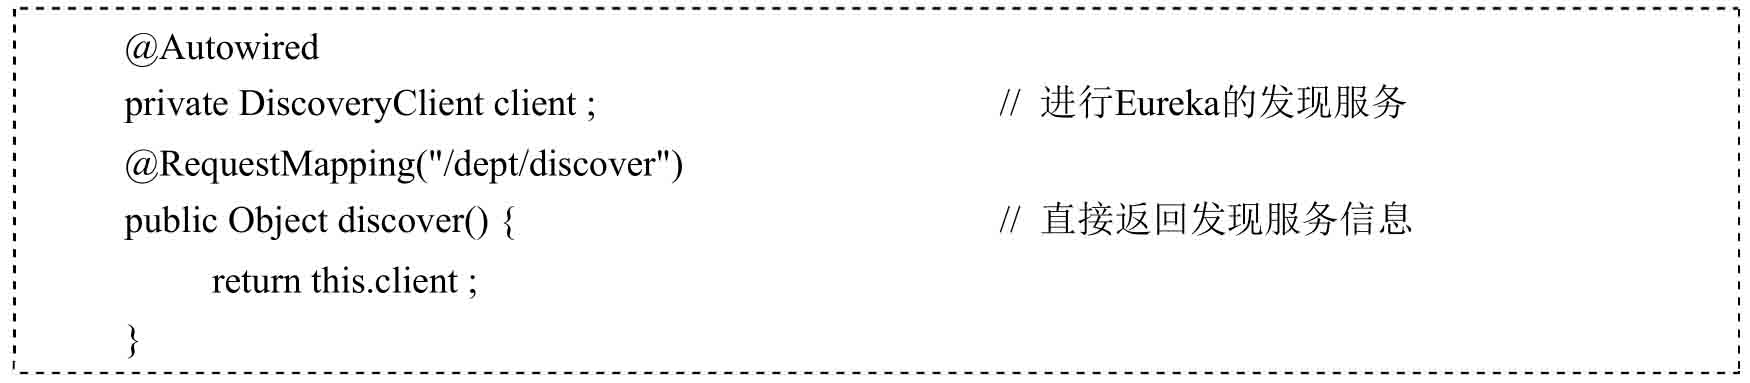 @Autowired
private DiscoveryClient client ; // 进行Eureka的发现服务
@RequestMapping("/dept/discover")
public Object discover() { // 直接返回发现服务信息
return this.client ;
}